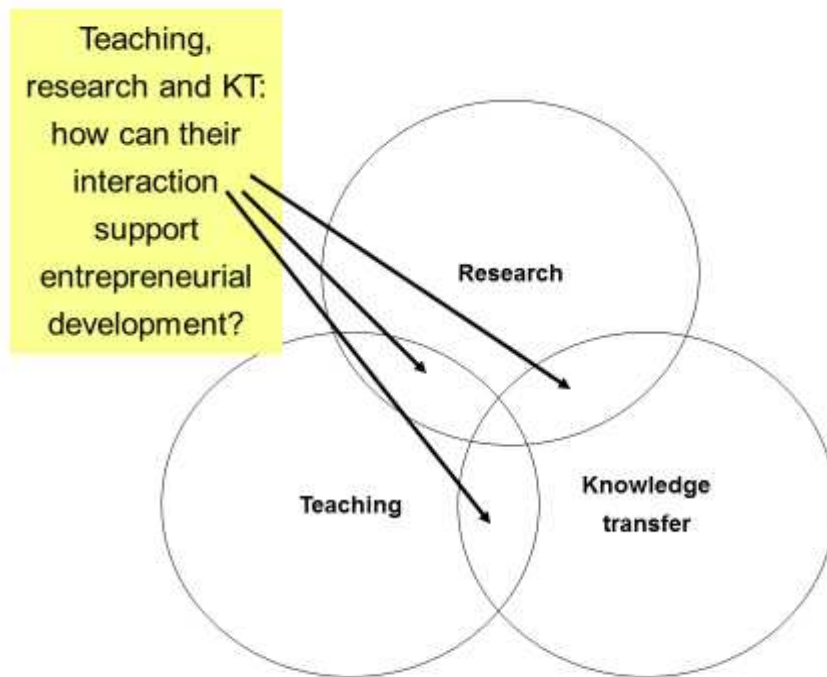 Teaching,
research and KT:
how can their
interaction
support
entrepreneurial
development?
Research
Teaching
Knowledge
transfer